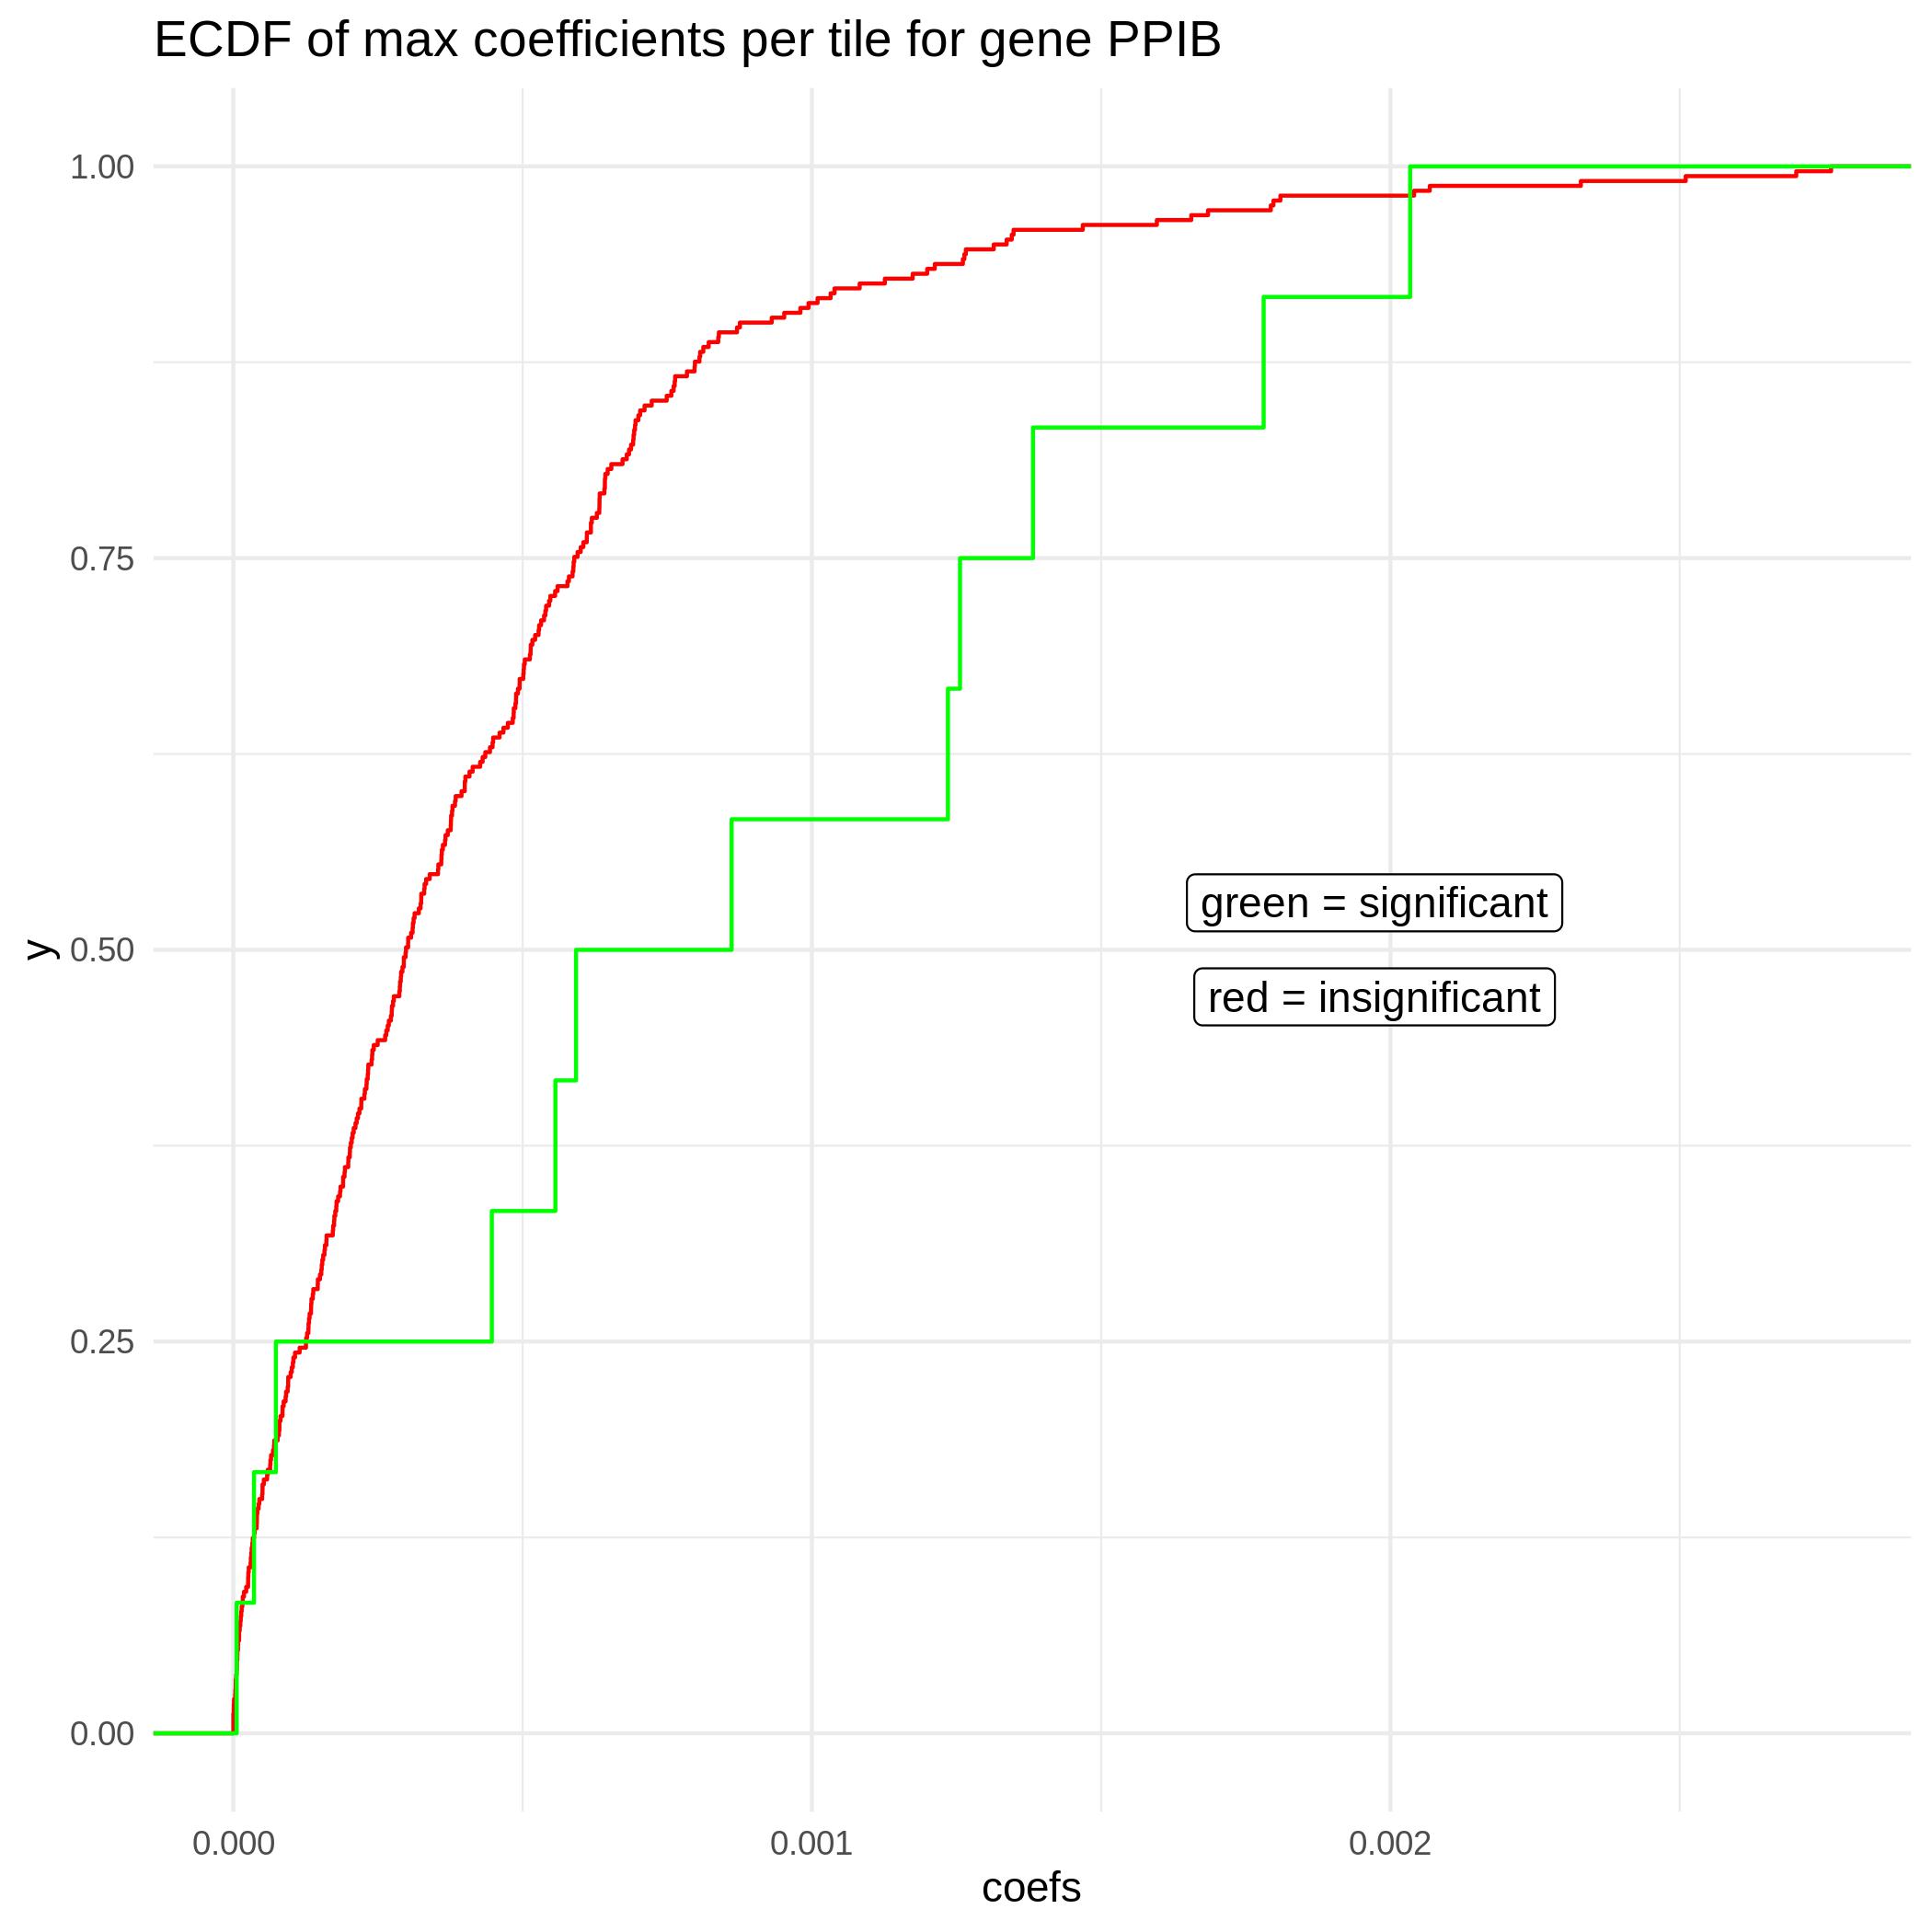 ECDF of max coefficients per tile for gene PPIB
1.00
0.75
0.50
0.25
0.00
y
green = significant
red = insignificant
0.000 0.001 0.002
coefs